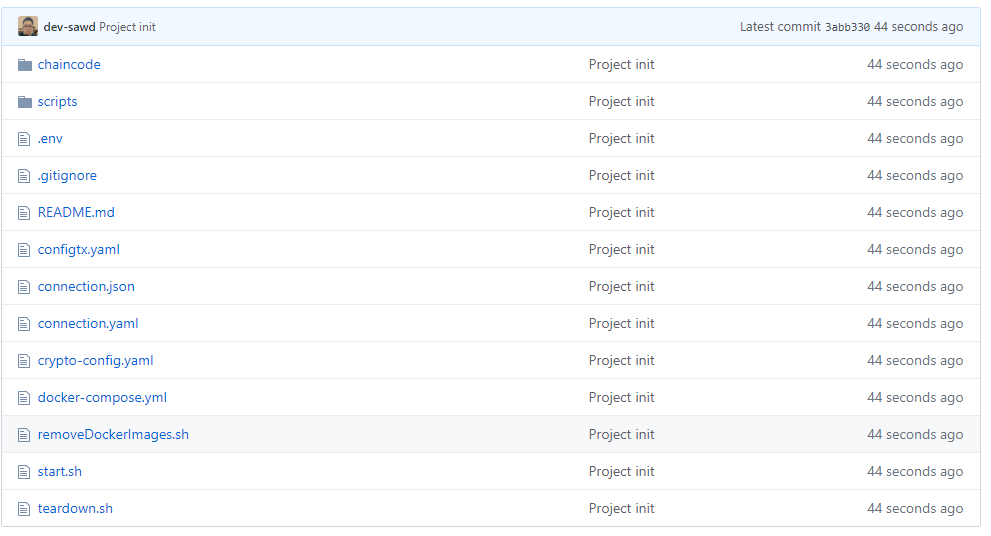 dev-sawd Project init Latest commit 3abb330 44 seconds ago
chaincode Project init 44 seconds ago
scripts Project init 44 seconds ago
.env Project init 44 seconds ago
.gitignore Project init 44 seconds ago
README.md Project init 44 seconds ago
configtx.yaml Project init 44 seconds ago
connection.json Project init 44 seconds ago
connection.yaml Project init 44 seconds ago
crypto-config.yaml Project init 44 seconds ago
docker-compose.yml Project init 44 seconds ago
removeDockerImages.sh Project init 44 seconds ago
start.sh Project init 44 seconds ago
teardown.sh Project init 44 seconds ago